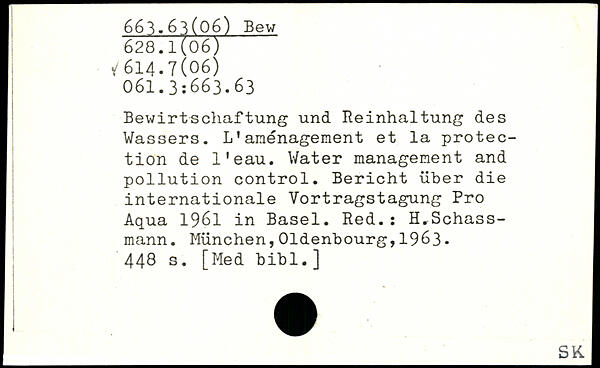 663.63(06) Bew
628.1(06)
✓614.7(06)
061.3:663.63
Bewirtschaftung und Reinhaltung des
Wassers. L'aménagement et la protec-
tion de l'eau. Water management and
pollution control. Bericht über die
internationale Vortragstagung Pro
Aqua 1961 in Basel. Red.: H.Schass-
mann. München,Oldenbourg,1963.
448 s. [Med bibl.]
SK